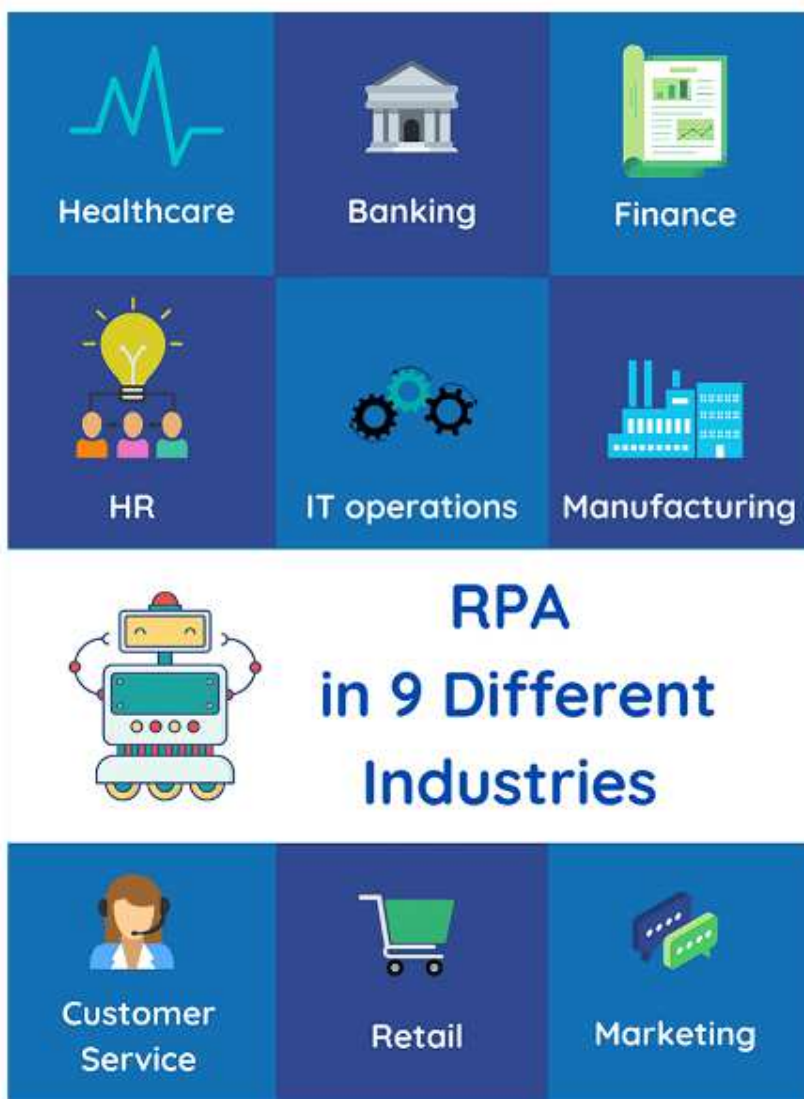 Healthcare
Banking
Finance
HR
IT operations
Manufacturing
RPA
in 9 Different
Industries
Customer
Service
Retail
Marketing